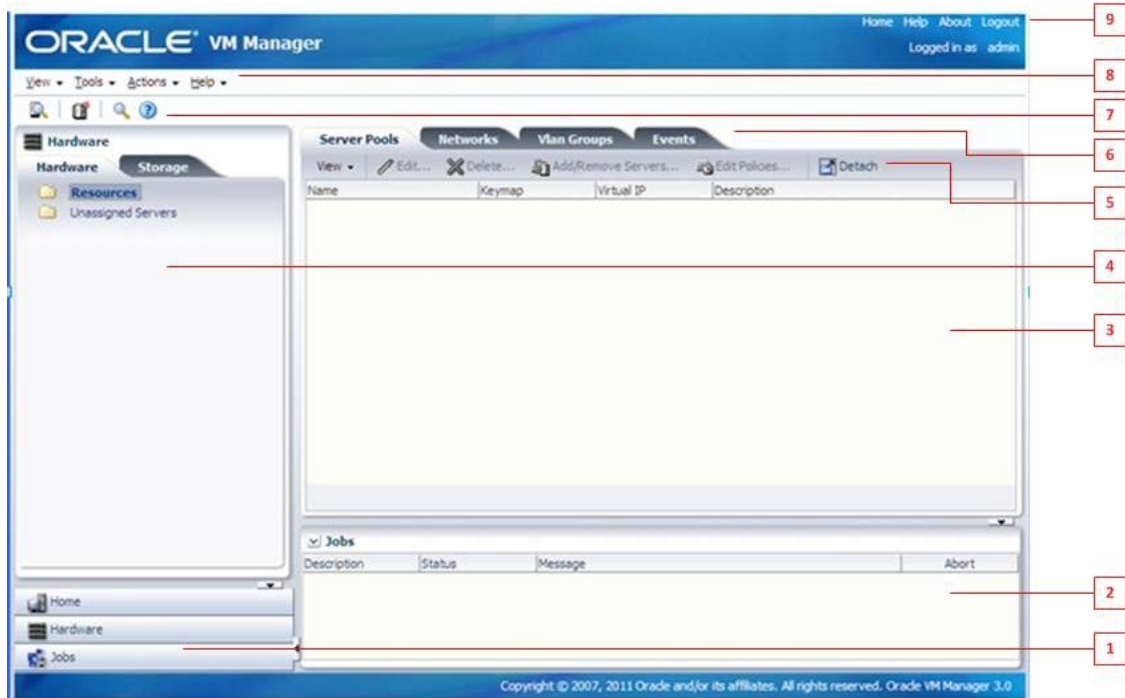 Home Help About Logout
9
ORACLE VM Manager
Logged in as admin
View Tools Actions Help
8
7
Hardware
Server Pools Networks Vlan Groups Events
6
Hardware Storage
View Edit... Delete... Add/Remove Servers... Edit Policies... Detach
5
Resources
Name Keymap Virtual IP Description
Unassigned Servers
4
3
Jobs
Description Status Message Abort
2
Home
Hardware
1
Jobs
Copyright © 2007, 2011 Oracle and/or its affiliates. All rights reserved. Oracle VM Manager 3.0